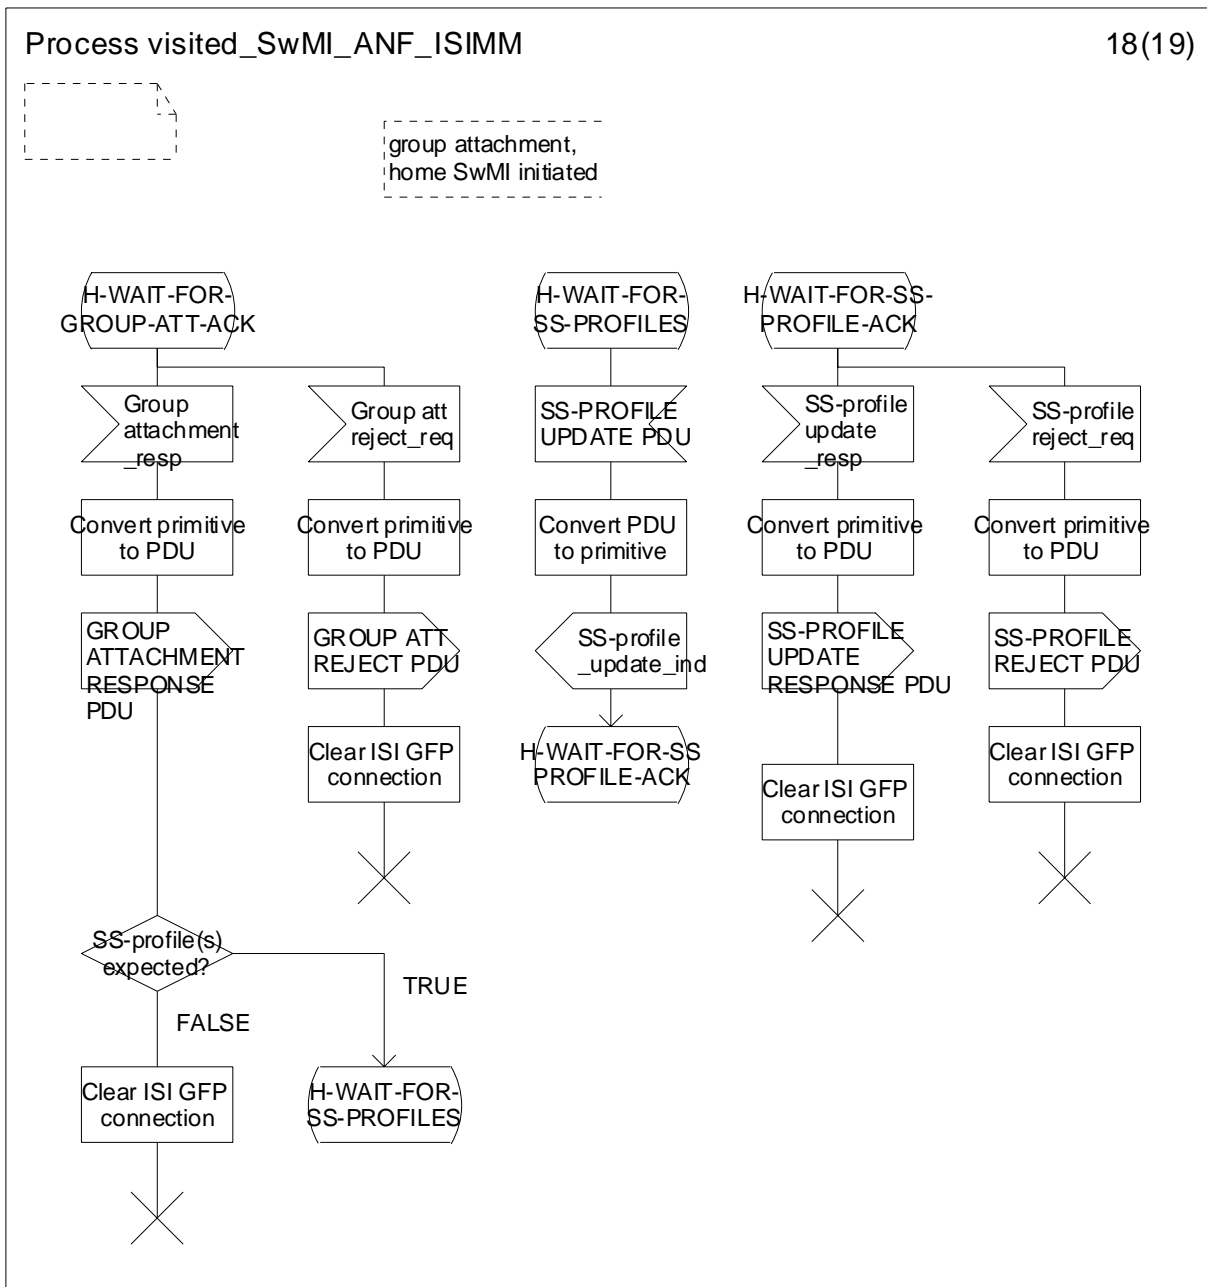 Process visited_SwMI_ANF_ISIMM
18(19)
group attachment,
home SwMI initiated
H-WAIT-FOR-
GROUP-ATT-ACK
H-WAIT-FOR-
SS-PROFILES
H-WAIT-FOR-SS-
PROFILE-ACK
Group
attachment
_resp
Group att
reject_req
SS-PROFILE
UPDATE PDU
SS-profile
update
_resp
SS-profile
reject_req
Convert primitive
to PDU
Convert primitive
to PDU
Convert PDU
to primitive
Convert primitive
to PDU
Convert primitive
to PDU
GROUP
ATTACHMENT
RESPONSE
PDU
GROUP ATT
REJECT PDU
SS-profile
_update_ind
SS-PROFILE
UPDATE
RESPONSE PDU
SS-PROFILE
REJECT PDU
Clear ISI GFP
connection
H-WAIT-FOR-SS
PROFILE-ACK
Clear ISI GFP
connection
Clear ISI GFP
connection
SS-profile(s)
expected?
TRUE
FALSE
Clear ISI GFP
connection
H-WAIT-FOR-
SS-PROFILES